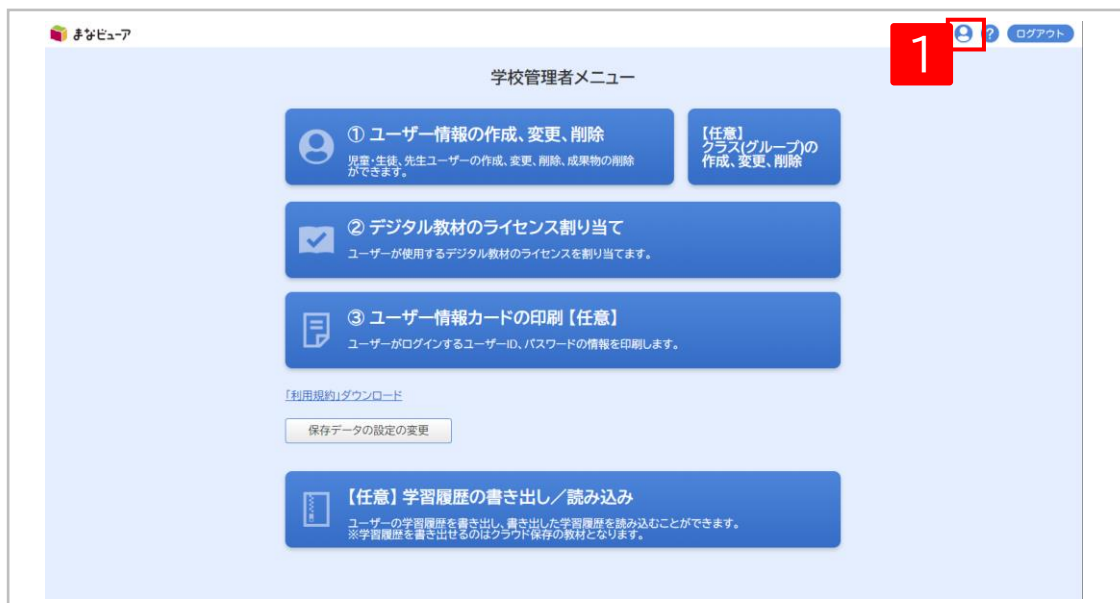 まなビューア
1
?
ログアウト
学校管理者メニュー
① ユーザー情報の作成、変更、削除
児童・生徒、先生ユーザーの作成、変更、削除、成果物の削除
ができます。
【任意】
クラス(グループ)の
作成、変更、削除
② デジタル教材のライセンス割り当て
ユーザーが使用するデジタル教材のライセンスを割り当てます。
③ ユーザー情報カードの印刷【任意】
ユーザーがログインするユーザーID、パスワードの情報を印刷します。
「利用規約」ダウンロード
保存データの設定の変更
【任意】学習履歴の書き出し／読み込み
ユーザーの学習履歴を書き出し、書き出した学習履歴を読み込むことができます。
※学習履歴を書き出せるのはクラウド保存の教材となります。